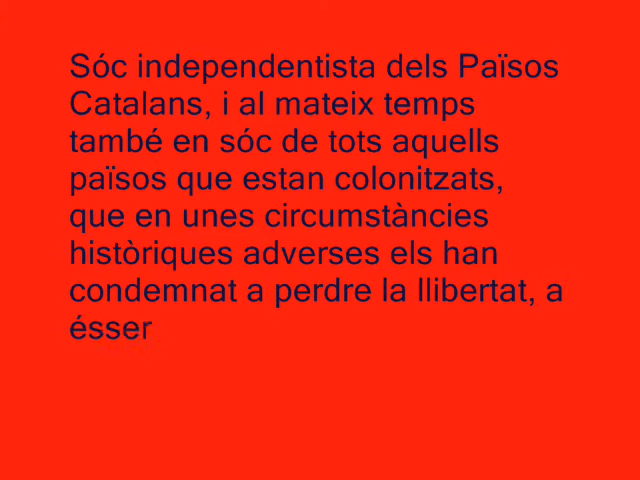 Sóc independentista dels Països
Catalans, i al mateix temps
també en sóc de tots aquells
països que estan colonitzats,
que en unes circumstàncies
històriques adverses els han
condemnat a perdre la llibertat, a
ésser